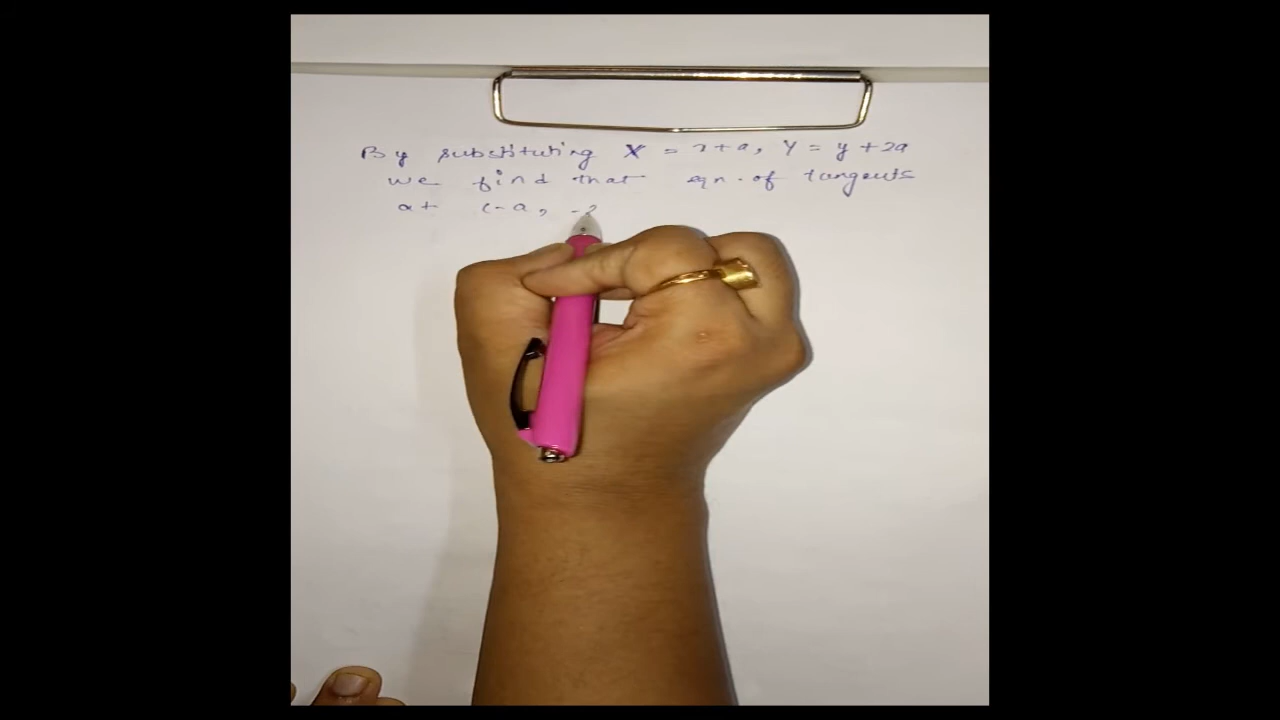 By substituting X = x+a, Y = y+2a
we find that eqn. of tangents
at (-a, -2